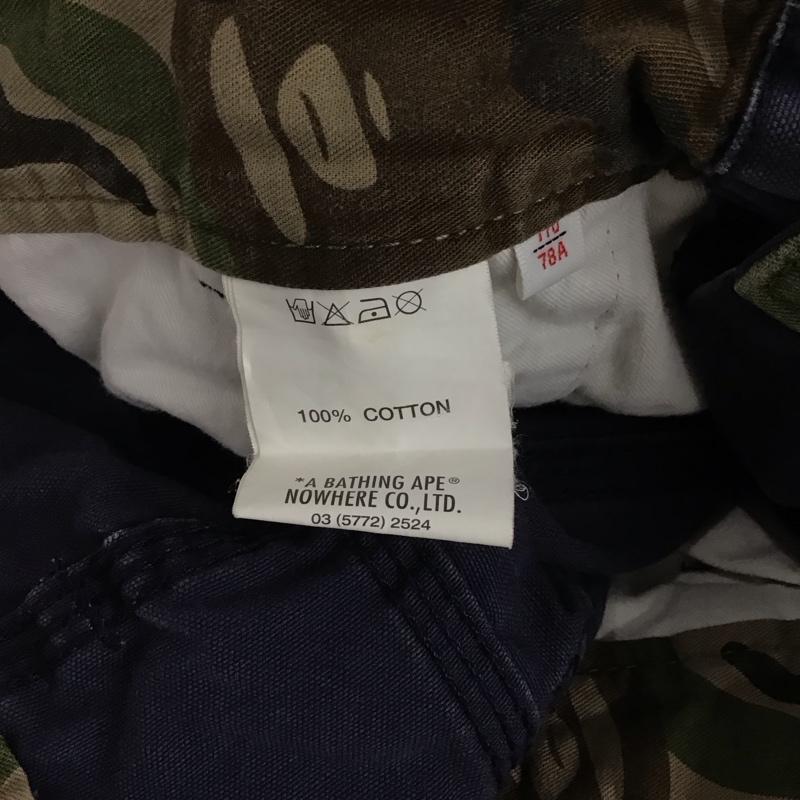 78A
100% COTTON
*A BATHING APE®
NOWHERE CO.,LTD.
03 (5772) 2524